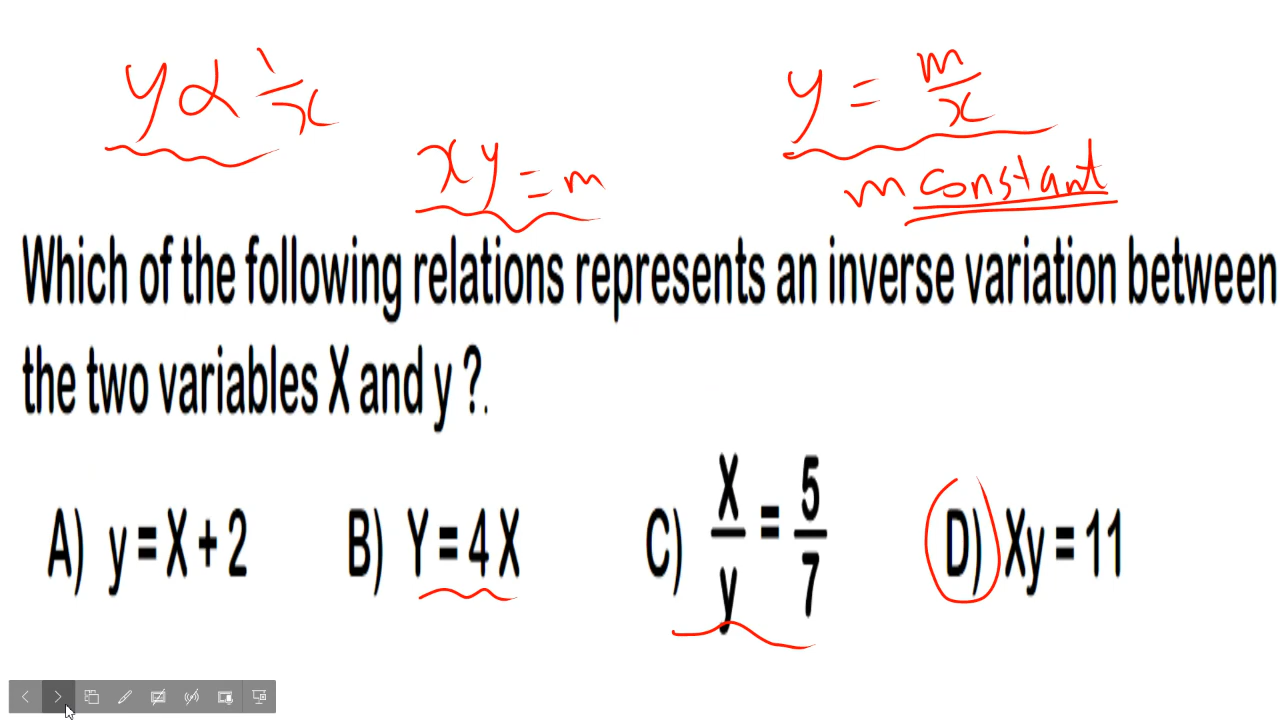 y ∝ 1/x
y = m/x
xy = m
m constant
Which of the following relations represents an inverse variation between
the two variables X and y ?.
A) y = X + 2 B) Y = 4 X C) X/y = 5/7 D) Xy = 11